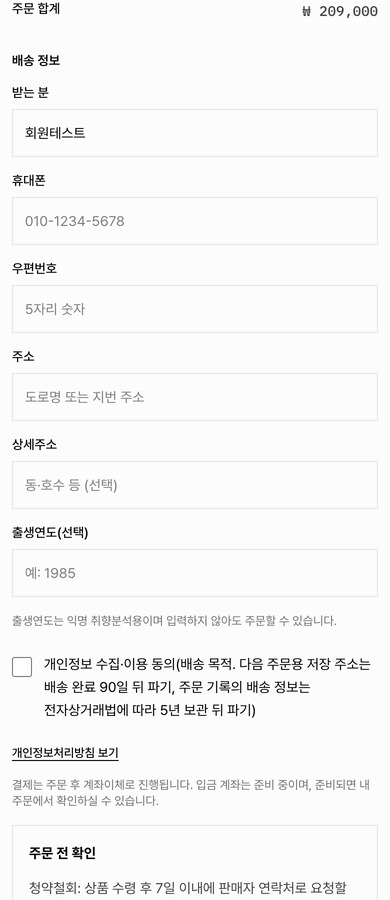 주문 합계
₩ 209,000
배송 정보
받는 분
회원테스트
휴대폰
010-1234-5678
우편번호
5자리 숫자
주소
도로명 또는 지번 주소
상세주소
동·호수 등 (선택)
출생연도(선택)
예: 1985
출생연도는 익명 취향분석용이며 입력하지 않아도 주문할 수 있습니다.
개인정보 수집·이용 동의(배송 목적. 다음 주문용 저장 주소는
배송 완료 90일 뒤 파기, 주문 기록의 배송 정보는
전자상거래법에 따라 5년 보관 뒤 파기)
개인정보처리방침 보기
결제는 주문 후 계좌이체로 진행됩니다. 입금 계좌는 준비 중이며, 준비되면 내
주문에서 확인하실 수 있습니다.
주문 전 확인
청약철회: 상품 수령 후 7일 이내에 판매자 연락처로 요청할